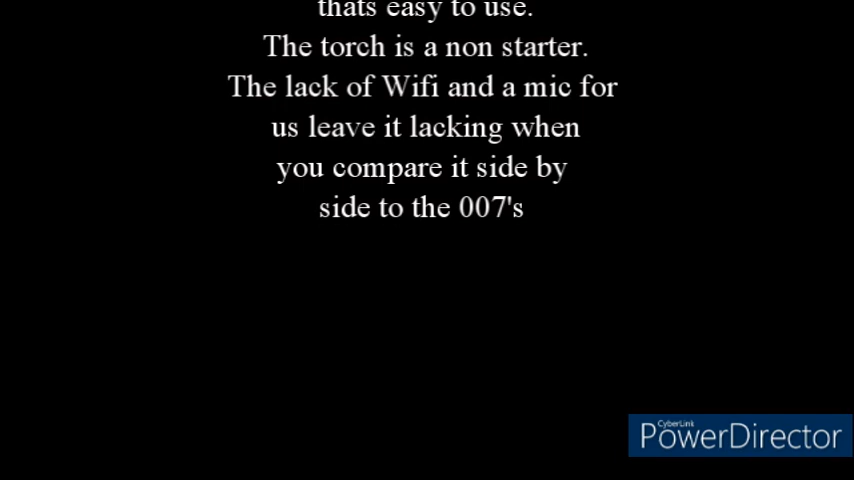 thats easy to use.
The torch is a non starter.
The lack of Wifi and a mic for
us leave it lacking when
you compare it side by
side to the 007's
CyberLink
PowerDirector